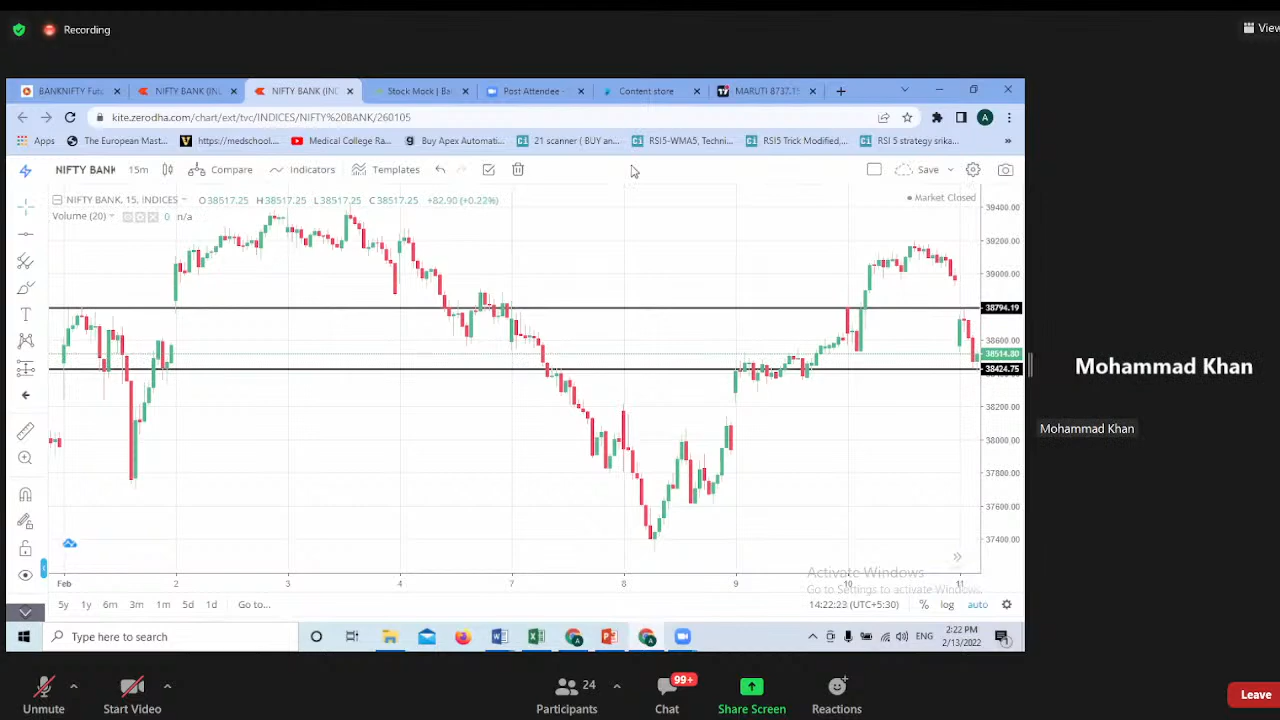 Recording
View
BANKNIFTY Futu
NIFTY BANK (INI
NIFTY BANK (INC
Stock Mock | Ba
Post Attendee -
Content store
MARUTI 8737.15
kite.zerodha.com/chart/ext/tvc/INDICES/NIFTY%20BANK/260105
Apps
The European Mast...
https://medschool...
Medical College Ra...
Buy Apex Automati...
21 scanner ( BUY an...
RSI5-WMA5, Techni...
RSI5 Trick Modified,...
RSI 5 strategy srika...
»
NIFTY BANK
15m
Compare
Indicators
Templates
Save
NIFTY BANK, 15, INDICES
O38517.25 H38517.25 L38517.25 C38517.25 +82.90 (+0.22%)
Market Closed
Volume (20)
0 n/a
39400.00
39200.00
39000.00
38794.19
38600.00
38514.80
38424.75
38200.00
38000.00
37800.00
37600.00
37400.00
Feb 2 3 4 7 8 9 10 11
Activate Windows
Go to Settings to activate Windows.
5y 1y 6m 3m 1m 5d 1d Go to...
14:22:23 (UTC+5:30) % log auto
Type here to search
ENG
2:22 PM
2/13/2022
Mohammad Khan
Mohammad Khan
Unmute
Start Video
24
Participants
99+
Chat
Share Screen
Reactions
Leave